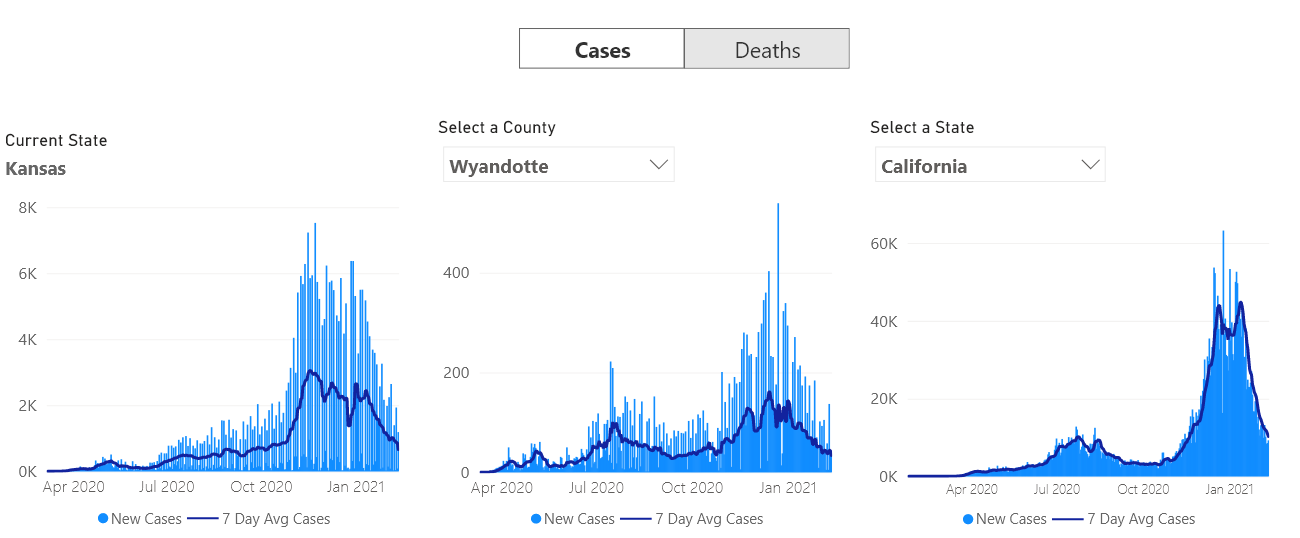 Cases Deaths
Current State
Kansas
8K
6K
4K
2K
0K
Apr 2020 Jul 2020 Oct 2020 Jan 2021
New Cases 7 Day Avg Cases
Select a County
Wyandotte
400
200
0
Apr 2020 Jul 2020 Oct 2020 Jan 2021
New Cases 7 Day Avg Cases
Select a State
California
60K
40K
20K
0K
Apr 2020 Jul 2020 Oct 2020 Jan 2021
New Cases 7 Day Avg Cases